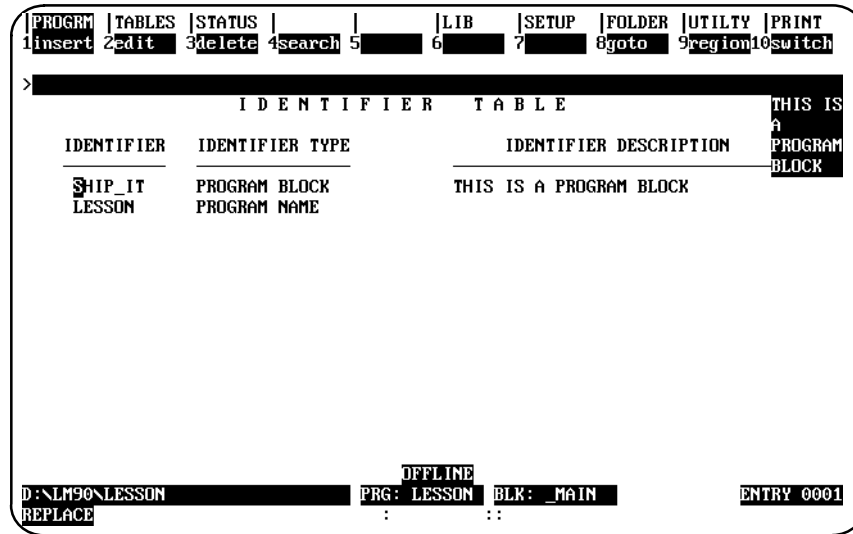 |PROGRM |TABLES |STATUS | | |LIB |SETUP |FOLDER |UTILTY |PRINT
1insert 2edit 3delete 4search 5 6 7 8goto 9region10switch
>
I D E N T I F I E R T A B L E THIS IS
A
IDENTIFIER IDENTIFIER TYPE IDENTIFIER DESCRIPTION PROGRAM
BLOCK
SHIP_IT PROGRAM BLOCK THIS IS A PROGRAM BLOCK
LESSON PROGRAM NAME
OFFLINE
D:\LM90\LESSON PRG: LESSON BLK: _MAIN ENTRY 0001
REPLACE : ::